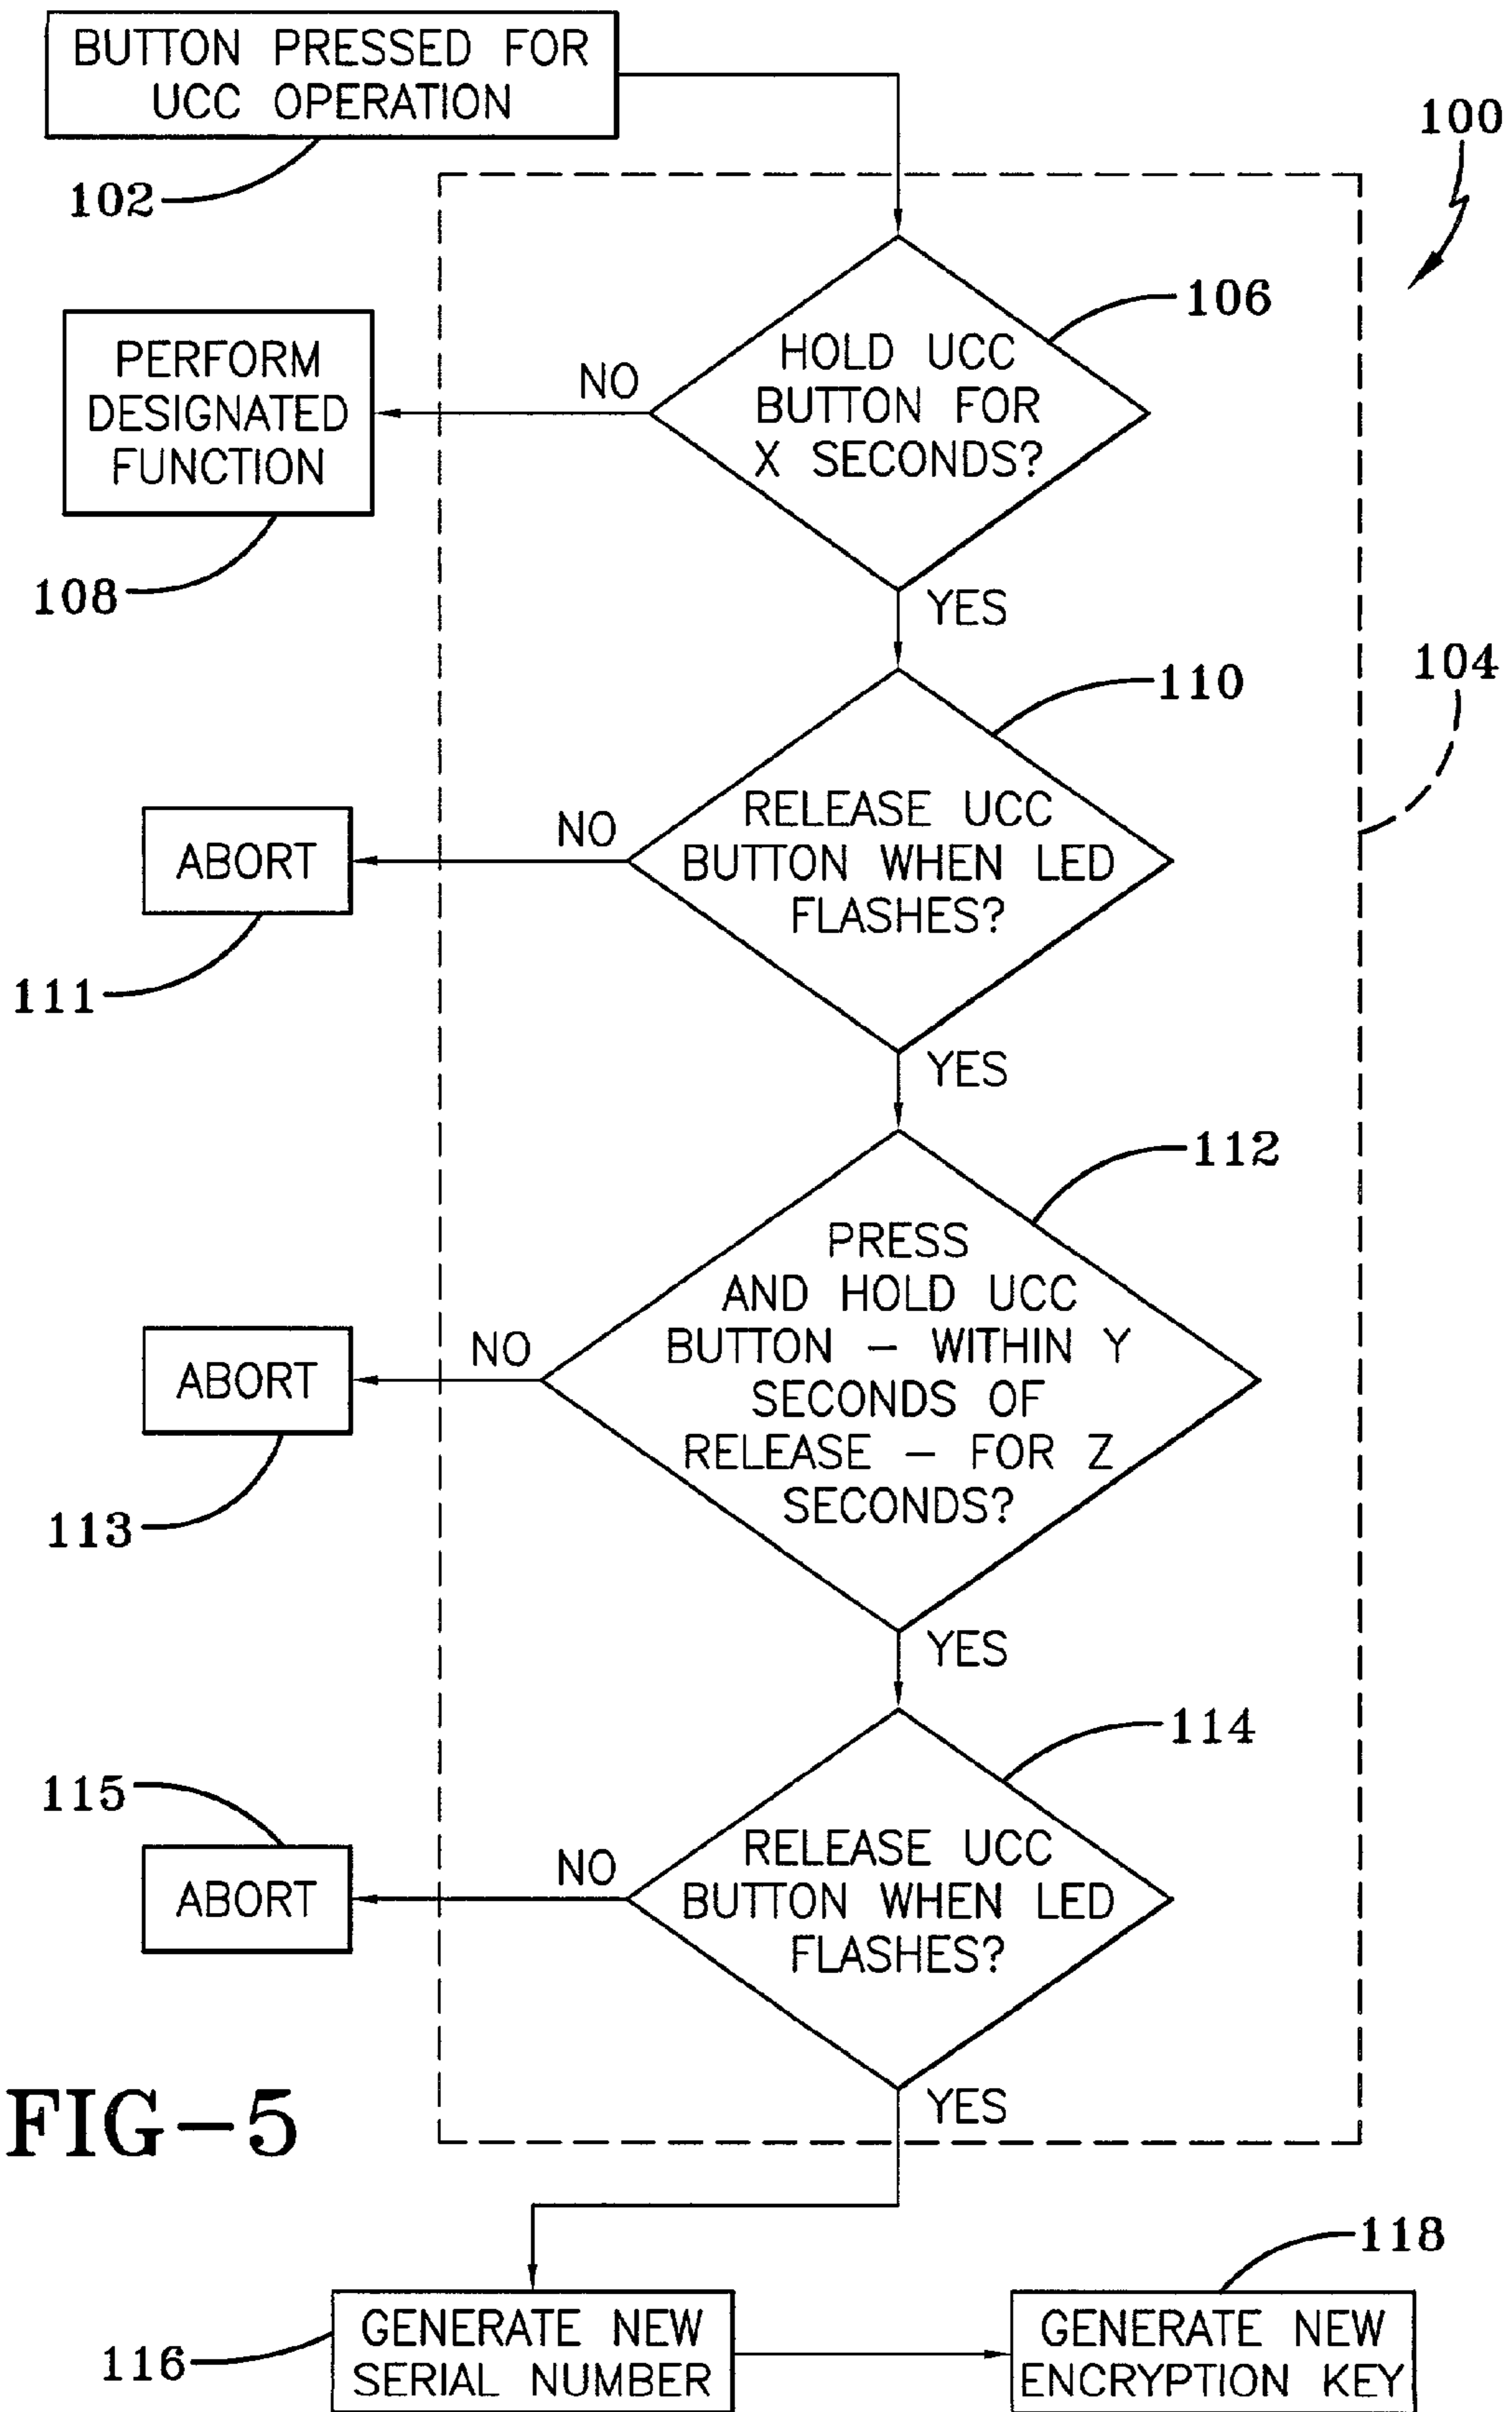 BUTTON PRESSED FOR
UCC OPERATION
100
102
106
HOLD UCC
BUTTON FOR
X SECONDS?
NO
PERFORM
DESIGNATED
FUNCTION
108
YES
104
110
RELEASE UCC
BUTTON WHEN LED
FLASHES?
NO
ABORT
111
YES
112
PRESS
AND HOLD UCC
BUTTON – WITHIN Y
SECONDS OF
RELEASE – FOR Z
SECONDS?
NO
ABORT
113
YES
114
115
RELEASE UCC
BUTTON WHEN LED
FLASHES?
NO
ABORT
YES
FIG-5
118
GENERATE NEW
SERIAL NUMBER
116
GENERATE NEW
ENCRYPTION KEY